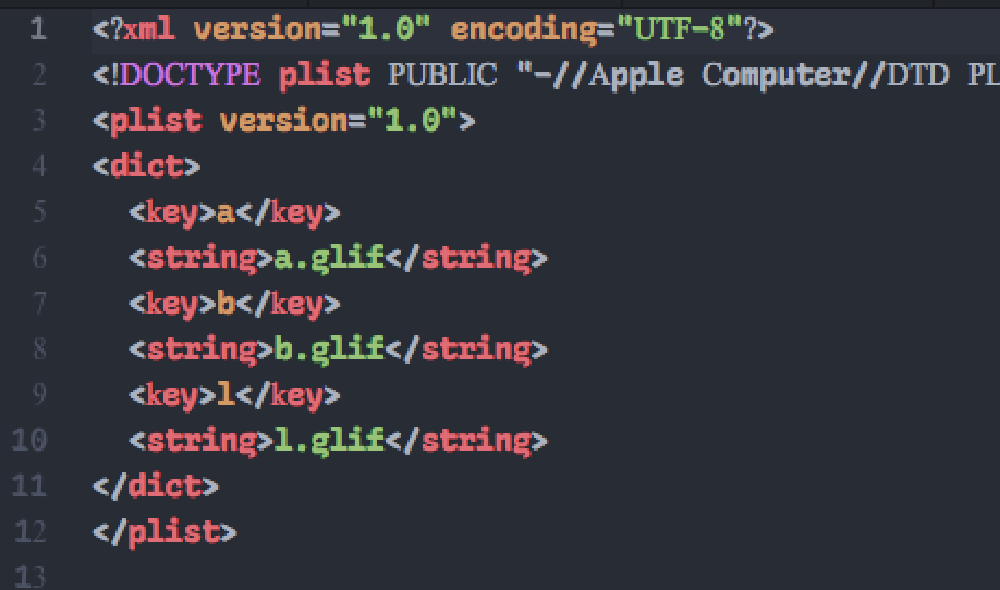 1 <?xml version="1.0" encoding="UTF-8"?>
2 <!DOCTYPE plist PUBLIC "-//Apple Computer//DTD PL
3 <plist version="1.0">
4 <dict>
5 <key>a</key>
6 <string>a.glif</string>
7 <key>b</key>
8 <string>b.glif</string>
9 <key>l</key>
10 <string>l.glif</string>
11 </dict>
12 </plist>
13